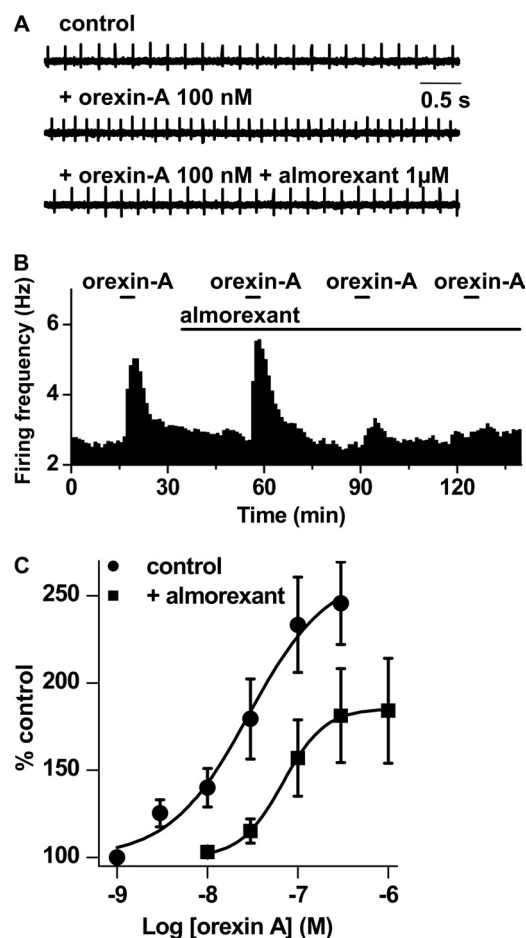 A
control
+ orexin-A 100 nM
0.5 s
+ orexin-A 100 nM + almorexant 1µM
B
orexin-A orexin-A orexin-A orexin-A
almorexant
Firing frequency (Hz)
6
4
2
0 30 60 90 120
Time (min)
C
control
+ almorexant
% control
250
200
150
100
-9 -8 -7 -6
Log [orexin A] (M)